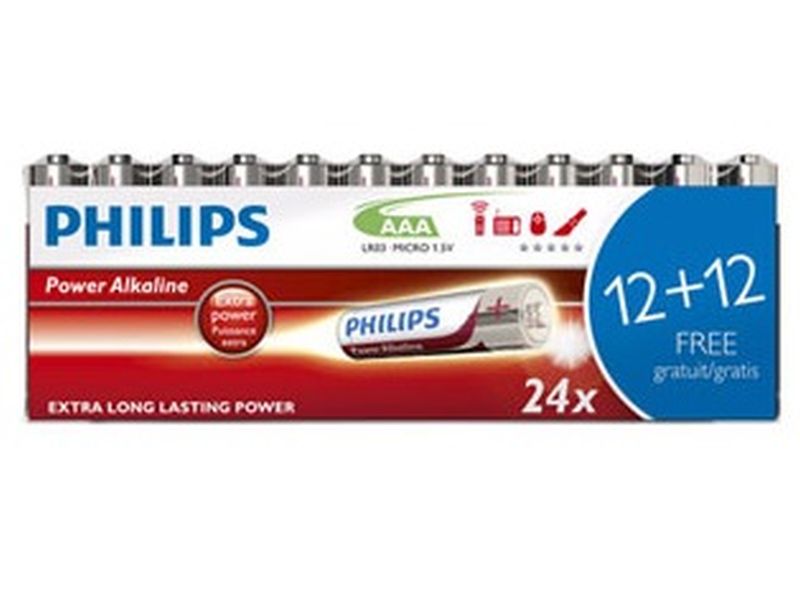 PHILIPS
AAA
LR03 · MICRO 1.5V
Power Alkaline
Extra
power
Puissance
extra
PHILIPS
Power Alkaline
12+12
FREE
gratuit/gratis
24x
EXTRA LONG LASTING POWER